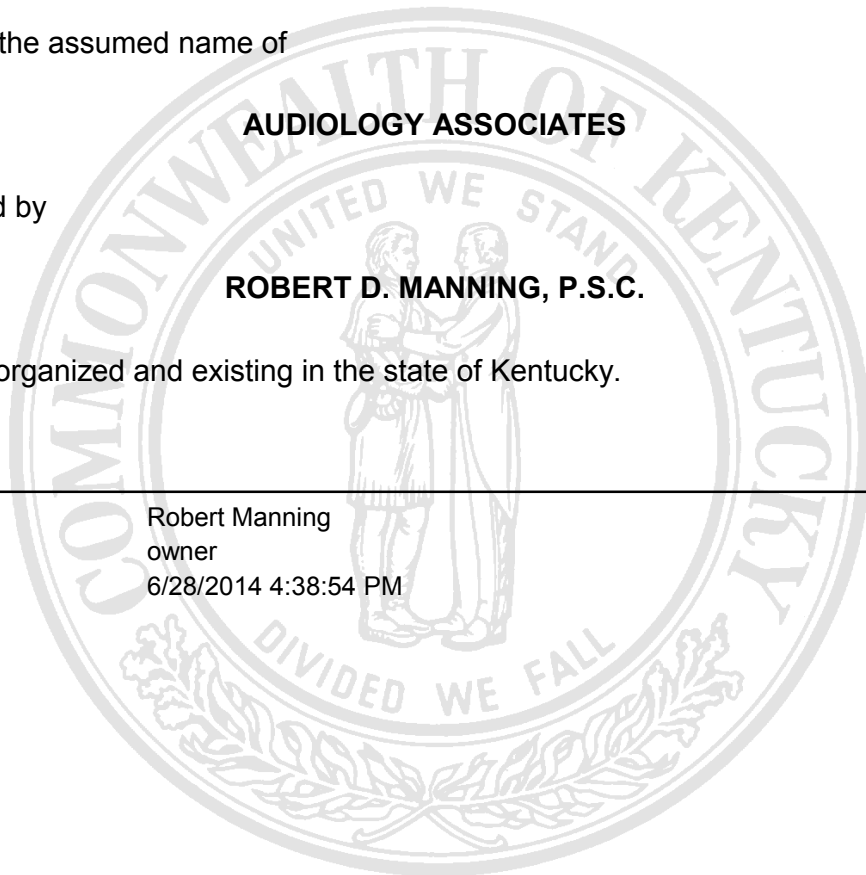 the assumed name of
AUDIOLOGY ASSOCIATES
d by
ROBERT D. MANNING, P.S.C.
organized and existing in the state of Kentucky.
Robert Manning
owner
6/28/2014 4:38:54 PM
COMMONWEALTH OF KENTUCKY
UNITED WE STAND
DIVIDED WE FALL